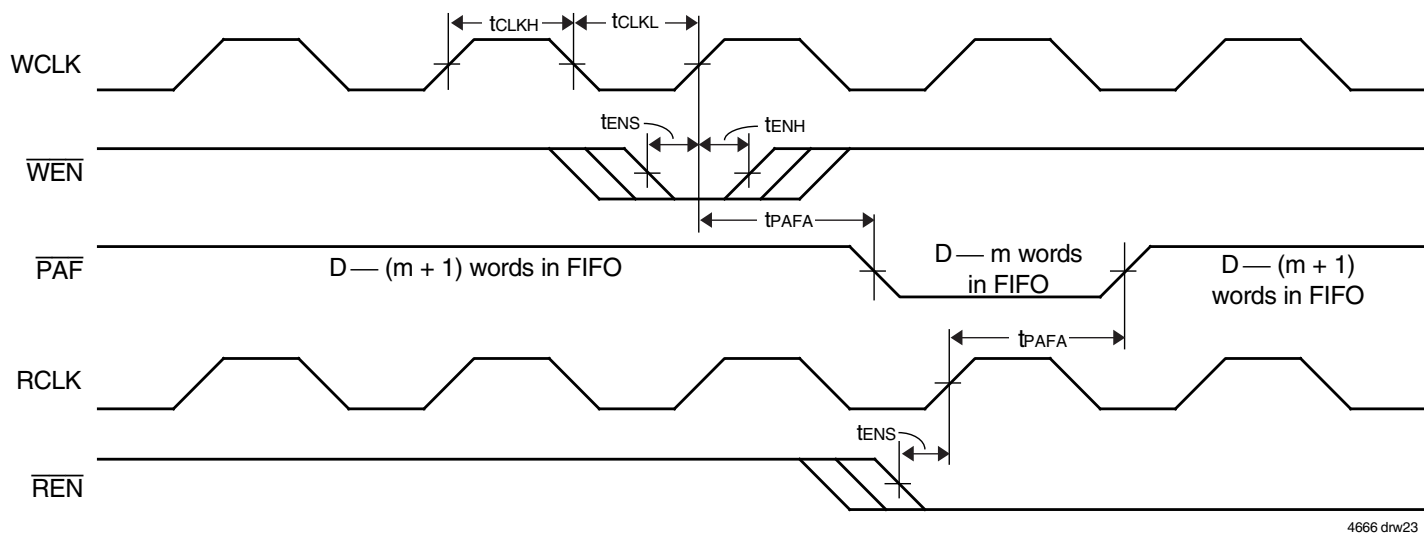 tCLKH tCLKL
WCLK
tENS tENH
WEN
tPAFA
PAF
D — (m + 1) words in FIFO
D — m words
in FIFO
D — (m + 1)
words in FIFO
tPAFA
RCLK
tENS
REN
4666 drw23